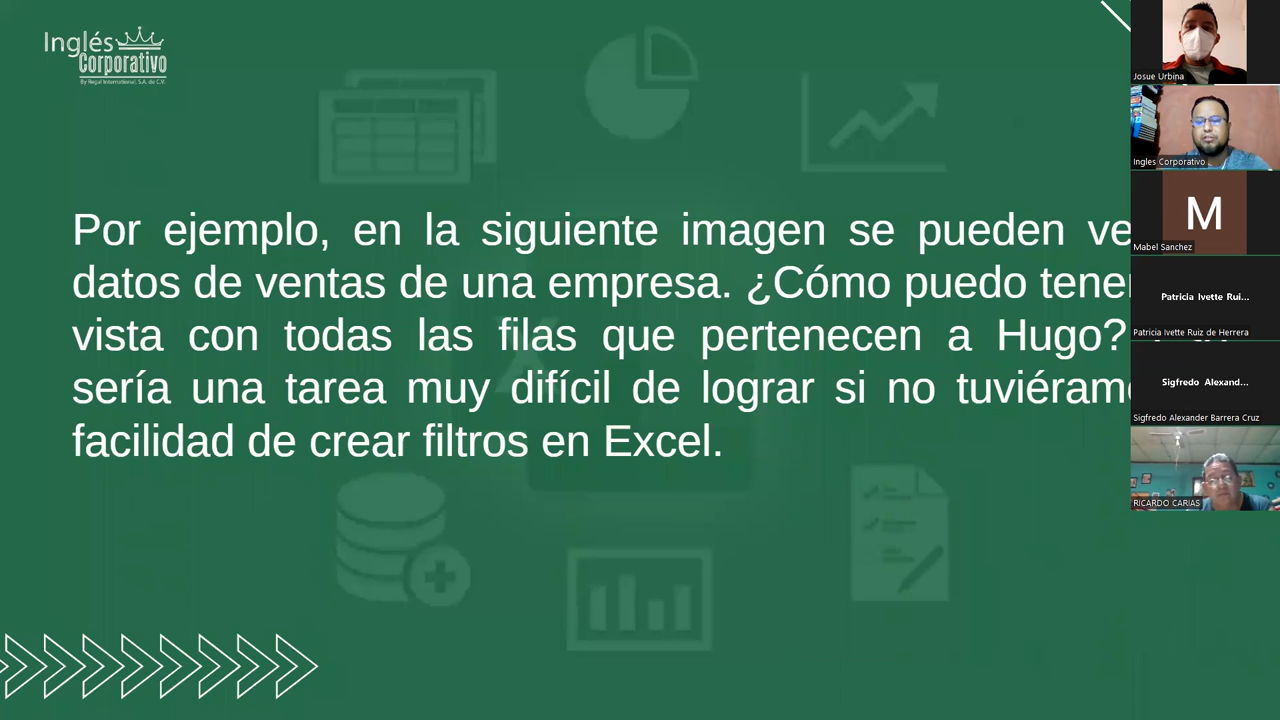 Inglés
Corporativo
By Regal International, S.A. de C.V.
Por ejemplo, en la siguiente imagen se pueden ve
datos de ventas de una empresa. ¿Cómo puedo tener
vista con todas las filas que pertenecen a Hugo?
sería una tarea muy difícil de lograr si no tuviéram
facilidad de crear filtros en Excel.
Josue Urbina
Ingles Corporativo
M
Mabel Sanchez
Patricia Ivette Rui...
Patricia Ivette Ruiz de Herrera
Sigfredo Alexand...
Sigfredo Alexander Barrera Cruz
RICARDO CARIAS